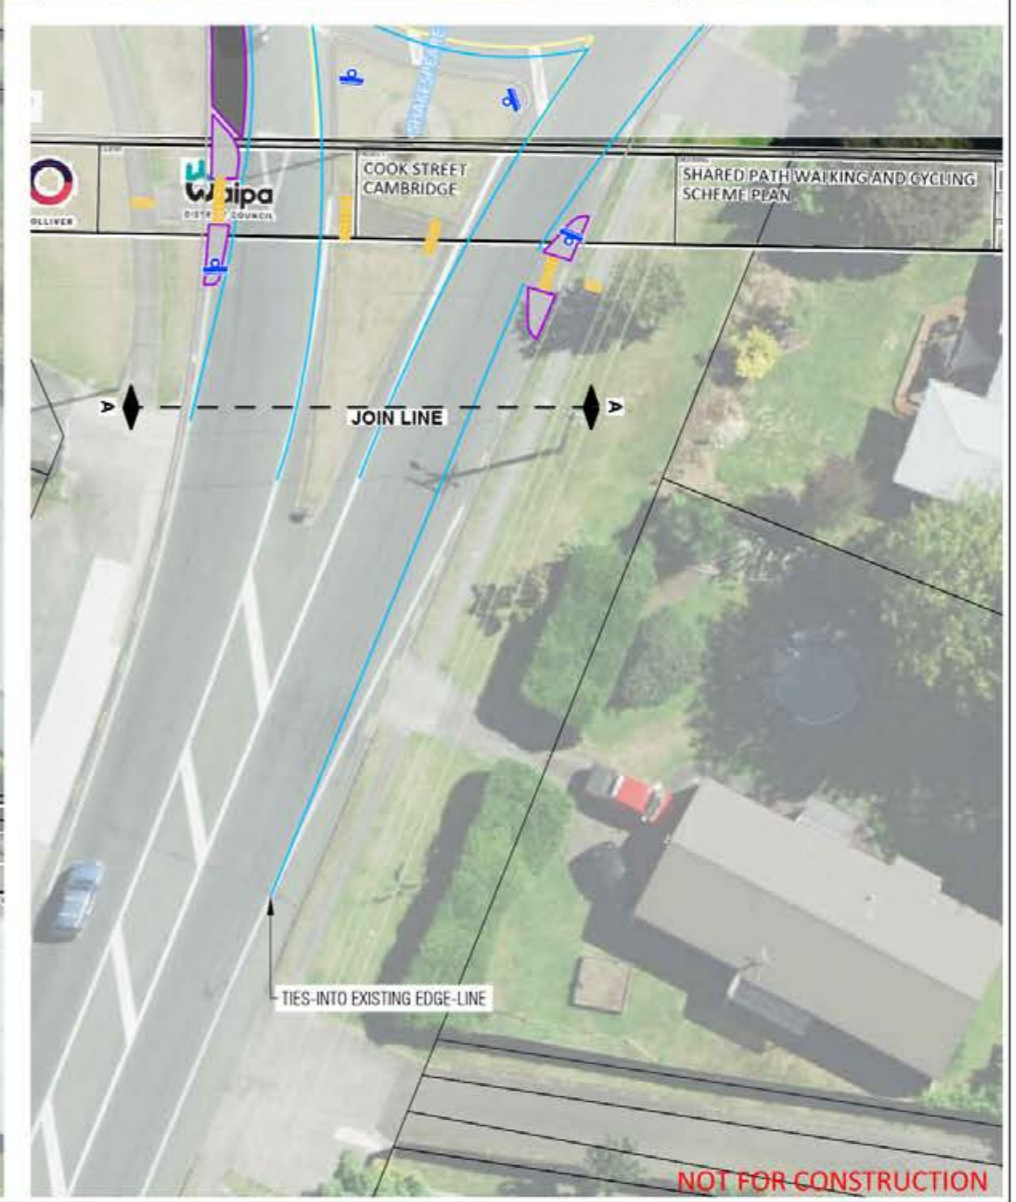 SHAKESPEARE
OLLIVER
Waipa
DISTRICT COUNCIL
COOK STREET
CAMBRIDGE
SHARED PATH WALKING AND CYCLING
SCHEME PLAN
A
JOIN LINE
A
TIES-INTO EXISTING EDGE-LINE
NOT FOR CONSTRUCTION